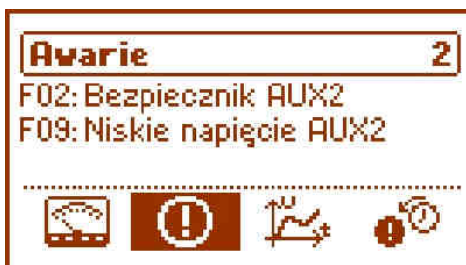 Awarie 2
F02: Bezpiecznik AUX2
F09: Niskie napięcie AUX2
U
t